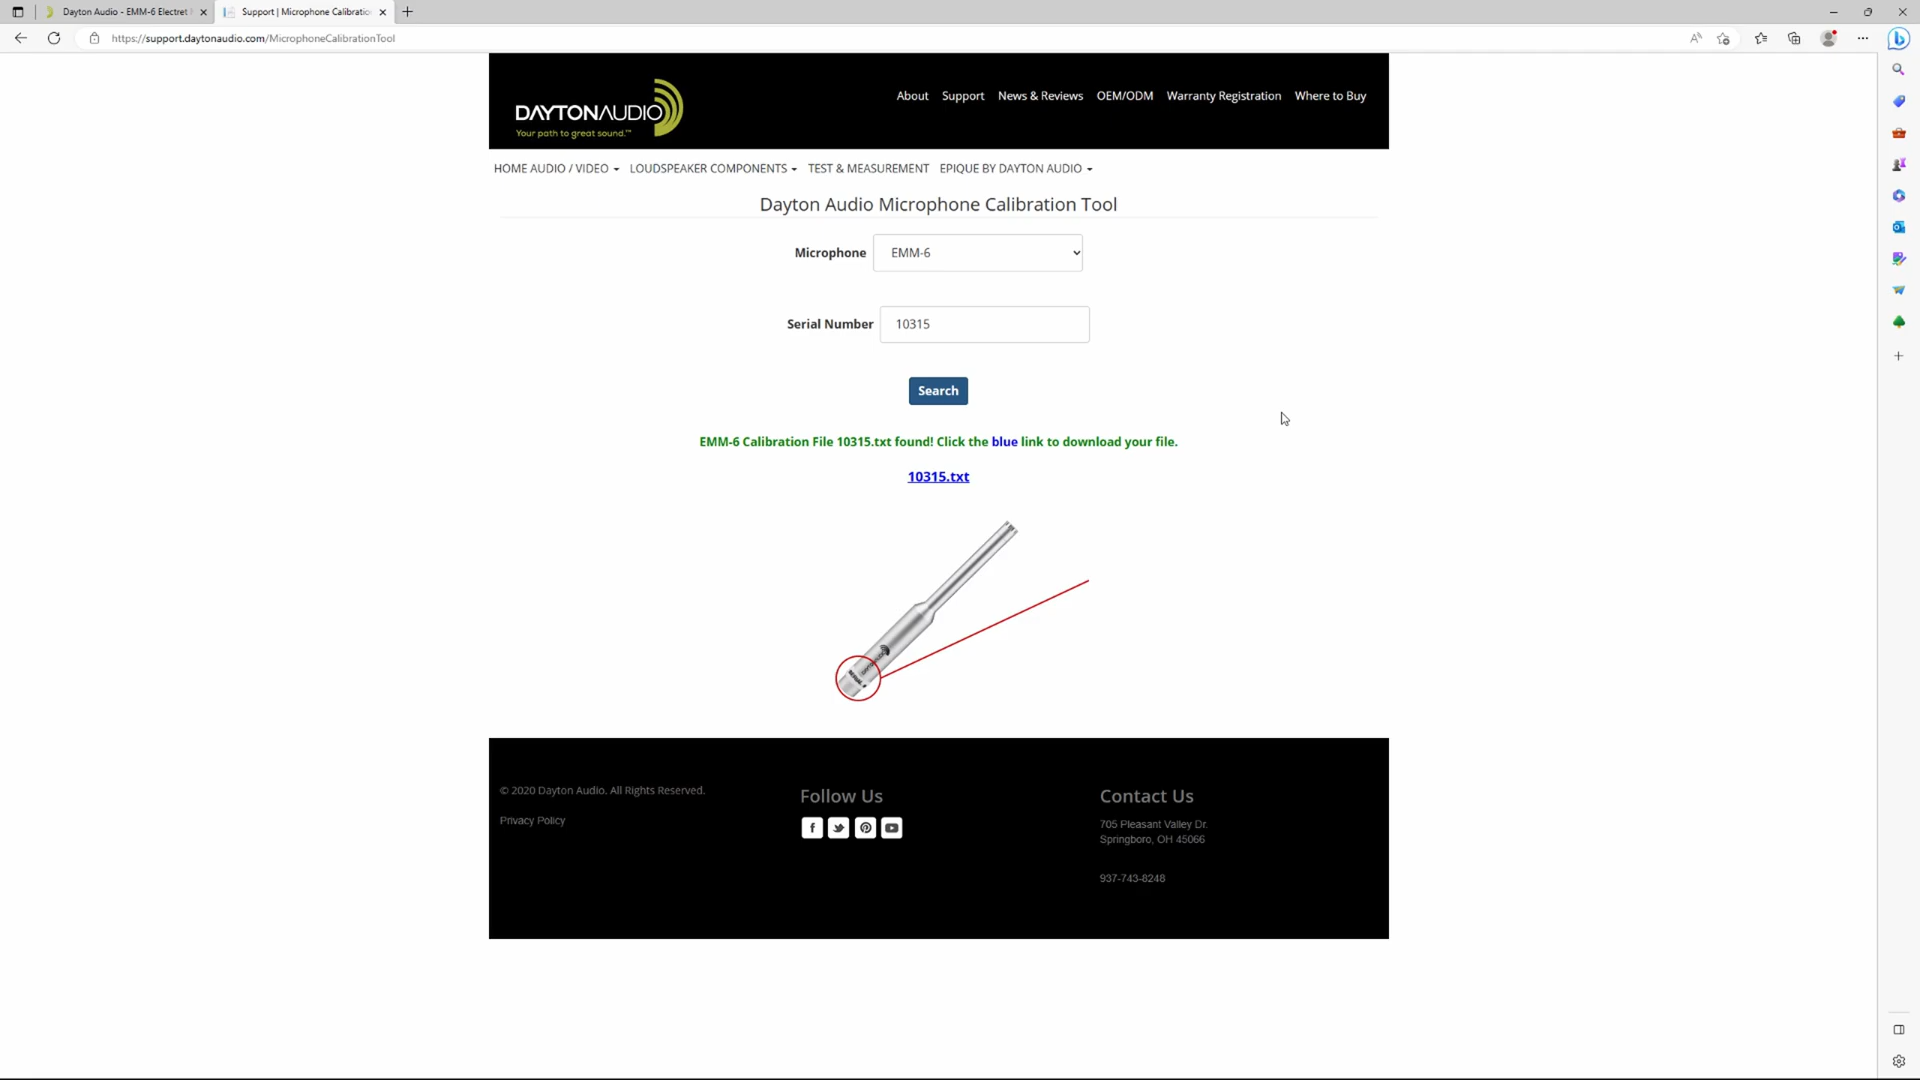 Dayton Audio - EMM-6 Electret
Support | Microphone Calibratio
https://support.daytonaudio.com/MicrophoneCalibrationTool
DAYTONAUDIO
Your path to great sound.™
About Support News & Reviews OEM/ODM Warranty Registration Where to Buy
HOME AUDIO / VIDEO LOUDSPEAKER COMPONENTS TEST & MEASUREMENT EPIQUE BY DAYTON AUDIO
Dayton Audio Microphone Calibration Tool
Microphone EMM-6
Serial Number 10315
Search
EMM-6 Calibration File 10315.txt found! Click the blue link to download your file.
10315.txt
DAYTON AUDIO
SERIAL #
© 2020 Dayton Audio. All Rights Reserved.
Privacy Policy
Follow Us
Contact Us
705 Pleasant Valley Dr.
Springboro, OH 45066
937-743-8248